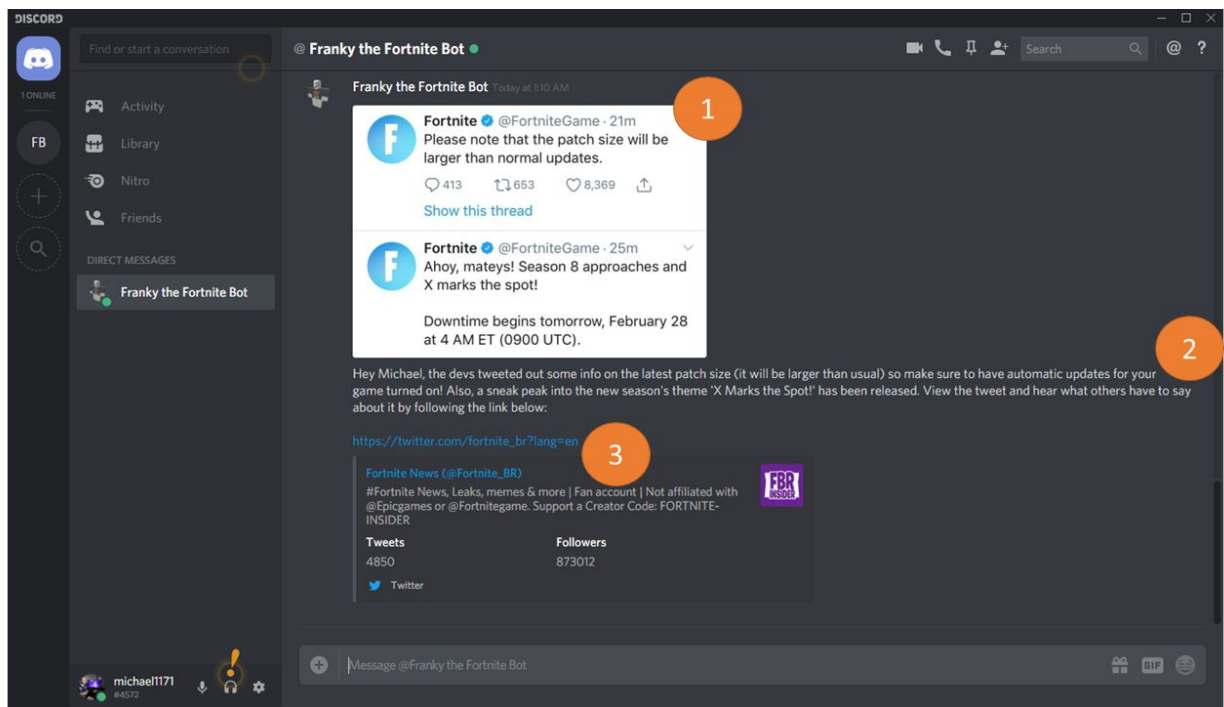 DISCORD
Find or start a conversation
@ Franky the Fortnite Bot
Search
@ ?
1 ONLINE
FB
Activity
Library
Nitro
Friends
DIRECT MESSAGES
Franky the Fortnite Bot
Franky the Fortnite Bot Today at 1:10 AM
1
Fortnite @FortniteGame · 21m
Please note that the patch size will be
larger than normal updates.
413 653 8,369
Show this thread
Fortnite @FortniteGame · 25m
Ahoy, mateys! Season 8 approaches and
X marks the spot!
Downtime begins tomorrow, February 28
at 4 AM ET (0900 UTC).
2
Hey Michael, the devs tweeted out some info on the latest patch size (it will be larger than usual) so make sure to have automatic updates for your
game turned on! Also, a sneak peak into the new season's theme 'X Marks the Spot!' has been released. View the tweet and hear what others have to say
about it by following the link below:
https://twitter.com/fortnite_br?lang=en
3
Fortnite News (@Fortnite_BR)
#Fortnite News, Leaks, memes & more | Fan account | Not affiliated with
@Epicgames or @Fortnitegame. Support a Creator Code: FORTNITE-
INSIDER
FBR
INSIDER
Tweets Followers
4850 873012
Twitter
Message @Franky the Fortnite Bot
GIF
michael1171
#4572